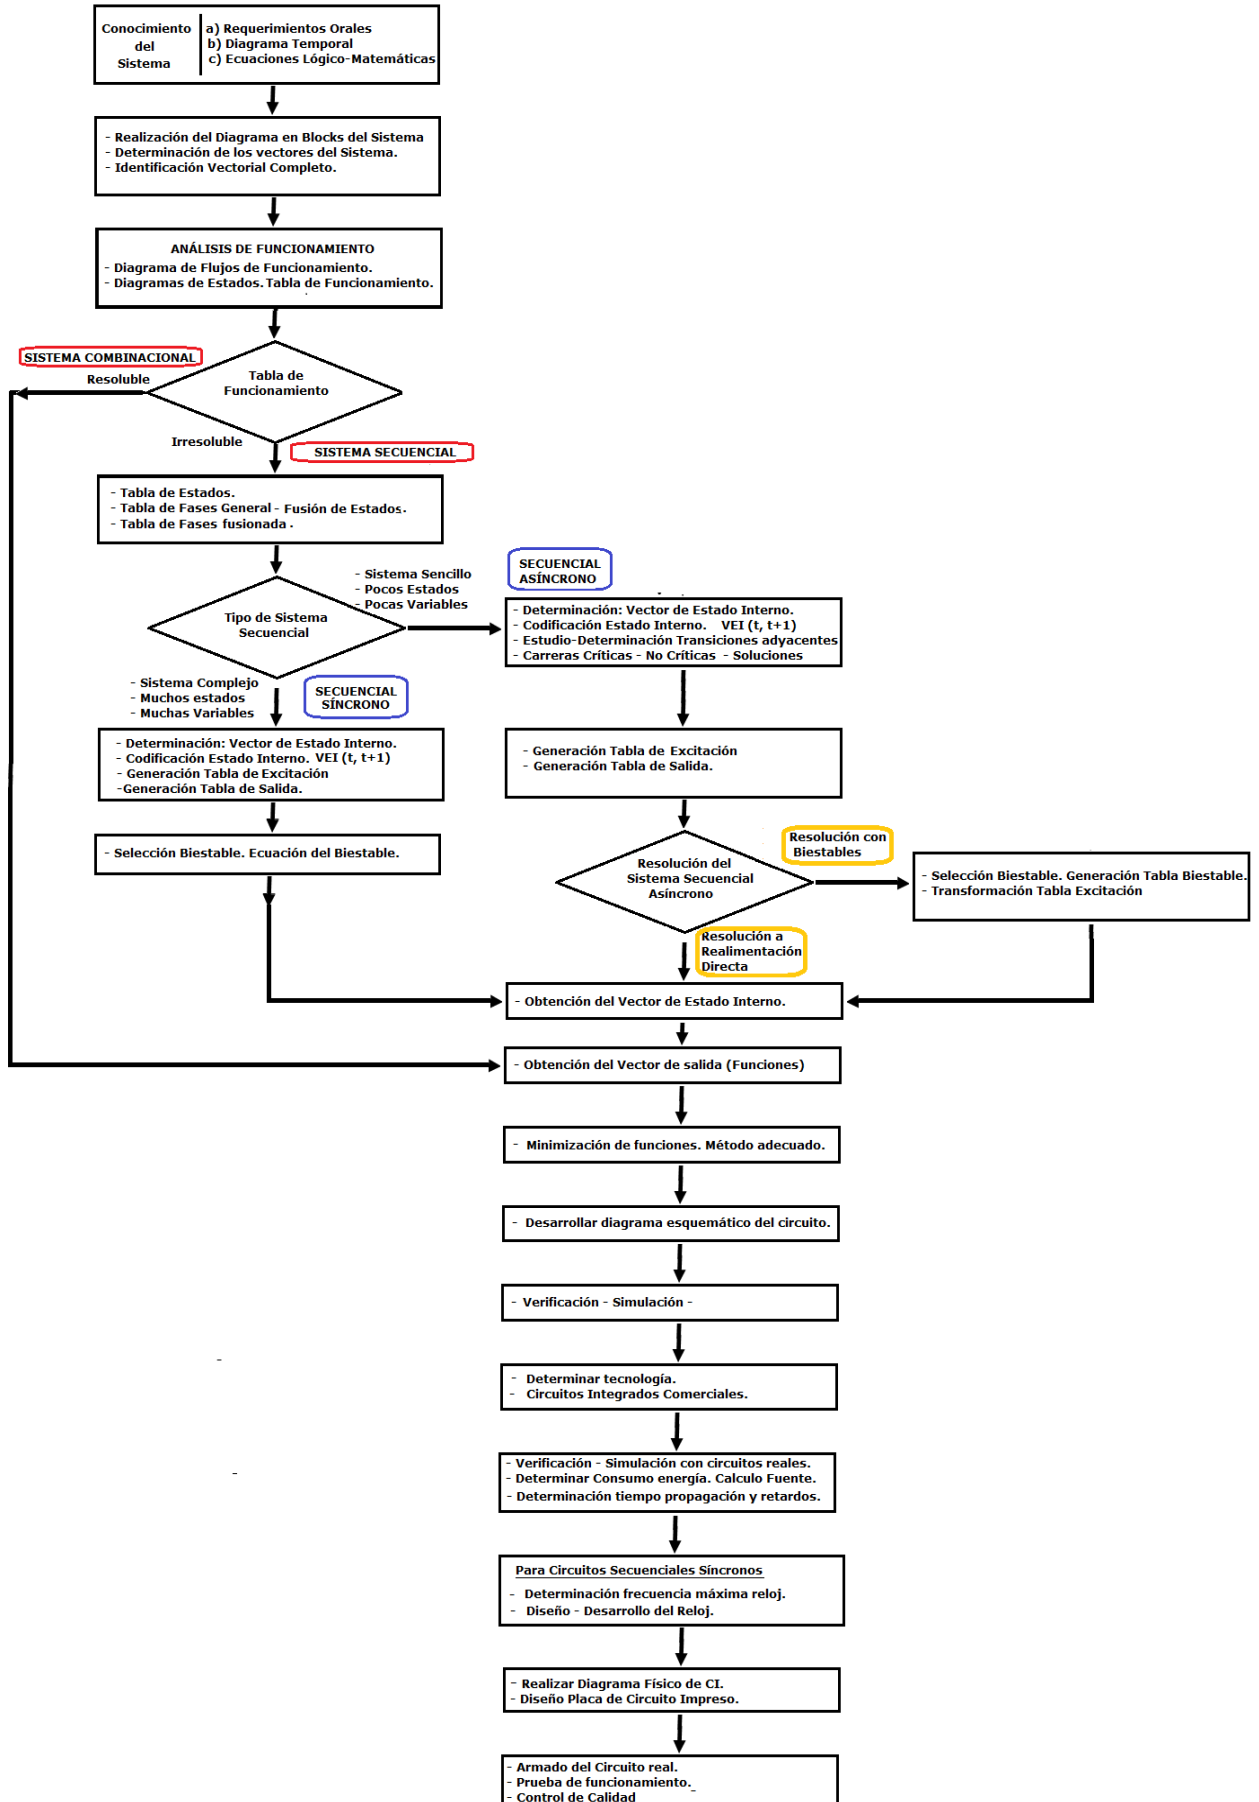 Conocimiento
del
Sistema
a) Requerimientos Orales
b) Diagrama Temporal
c) Ecuaciones Lógico-Matemáticas
- Realización del Diagrama en Blocks del Sistema
- Determinación de los vectores del Sistema.
- Identificación Vectorial Completo.
ANÁLISIS DE FUNCIONAMIENTO
- Diagrama de Flujos de Funcionamiento.
- Diagramas de Estados. Tabla de Funcionamiento.
SISTEMA COMBINACIONAL
Resoluble
Tabla de
Funcionamiento
Irresoluble
SISTEMA SECUENCIAL
- Tabla de Estados.
- Tabla de Fases General - Fusión de Estados.
- Tabla de Fases fusionada.
- Sistema Sencillo
- Pocos Estados
- Pocas Variables
SECUENCIAL
ASÍNCRONO
Tipo de Sistema
Secuencial
- Determinación: Vector de Estado Interno.
- Codificación Estado Interno. VEI (t, t+1)
- Estudio-Determinación Transiciones adyacentes
- Carreras Críticas - No Críticas - Soluciones
- Sistema Complejo
- Muchos estados
- Muchas Variables
SECUENCIAL
SÍNCRONO
- Determinación: Vector de Estado Interno.
- Codificación Estado Interno. VEI (t, t+1)
- Generación Tabla de Excitación
-Generación Tabla de Salida.
- Generación Tabla de Excitación
- Generación Tabla de Salida.
- Selección Biestable. Ecuación del Biestable.
Resolución del
Sistema Secuencial
Asíncrono
Resolución con
Biestables
- Selección Biestable. Generación Tabla Biestable.
- Transformación Tabla Excitación
Resolución a
Realimentación
Directa
- Obtención del Vector de Estado Interno.
- Obtención del Vector de salida (Funciones)
- Minimización de funciones. Método adecuado.
- Desarrollar diagrama esquemático del circuito.
- Verificación - Simulación -
- Determinar tecnología.
- Circuitos Integrados Comerciales.
- Verificación - Simulación con circuitos reales.
- Determinar Consumo energía. Calculo Fuente.
- Determinación tiempo propagación y retardos.
Para Circuitos Secuenciales Síncronos
- Determinación frecuencia máxima reloj.
- Diseño - Desarrollo del Reloj.
- Realizar Diagrama Físico de CI.
- Diseño Placa de Circuito Impreso.
- Armado del Circuito real.
- Prueba de funcionamiento.
- Control de Calidad